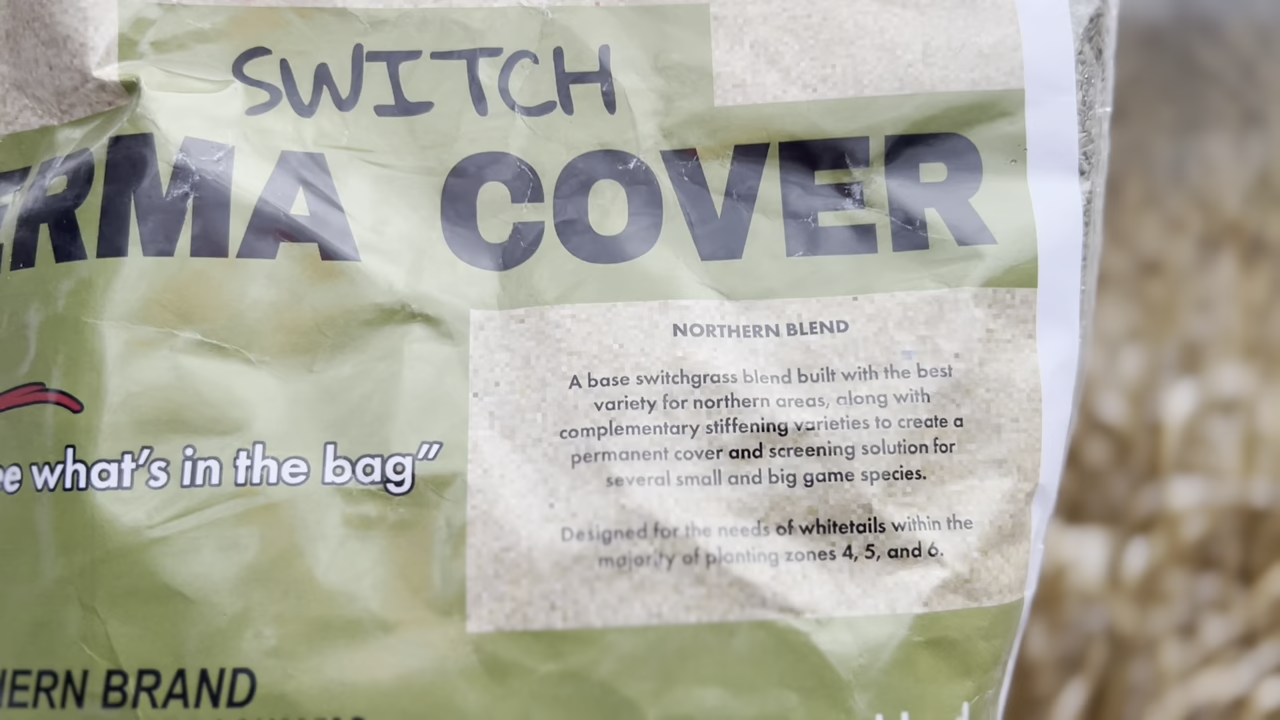 SWITCH
ERMA COVER
NORTHERN BLEND
A base switchgrass blend built with the best
variety for northern areas, along with
complementary stiffening varieties to create a
permanent cover and screening solution for
several small and big game species.
what's in the bag”
Designed for the needs of whitetails within the
majority of planting zones 4, 5, and 6.
HERN BRAND